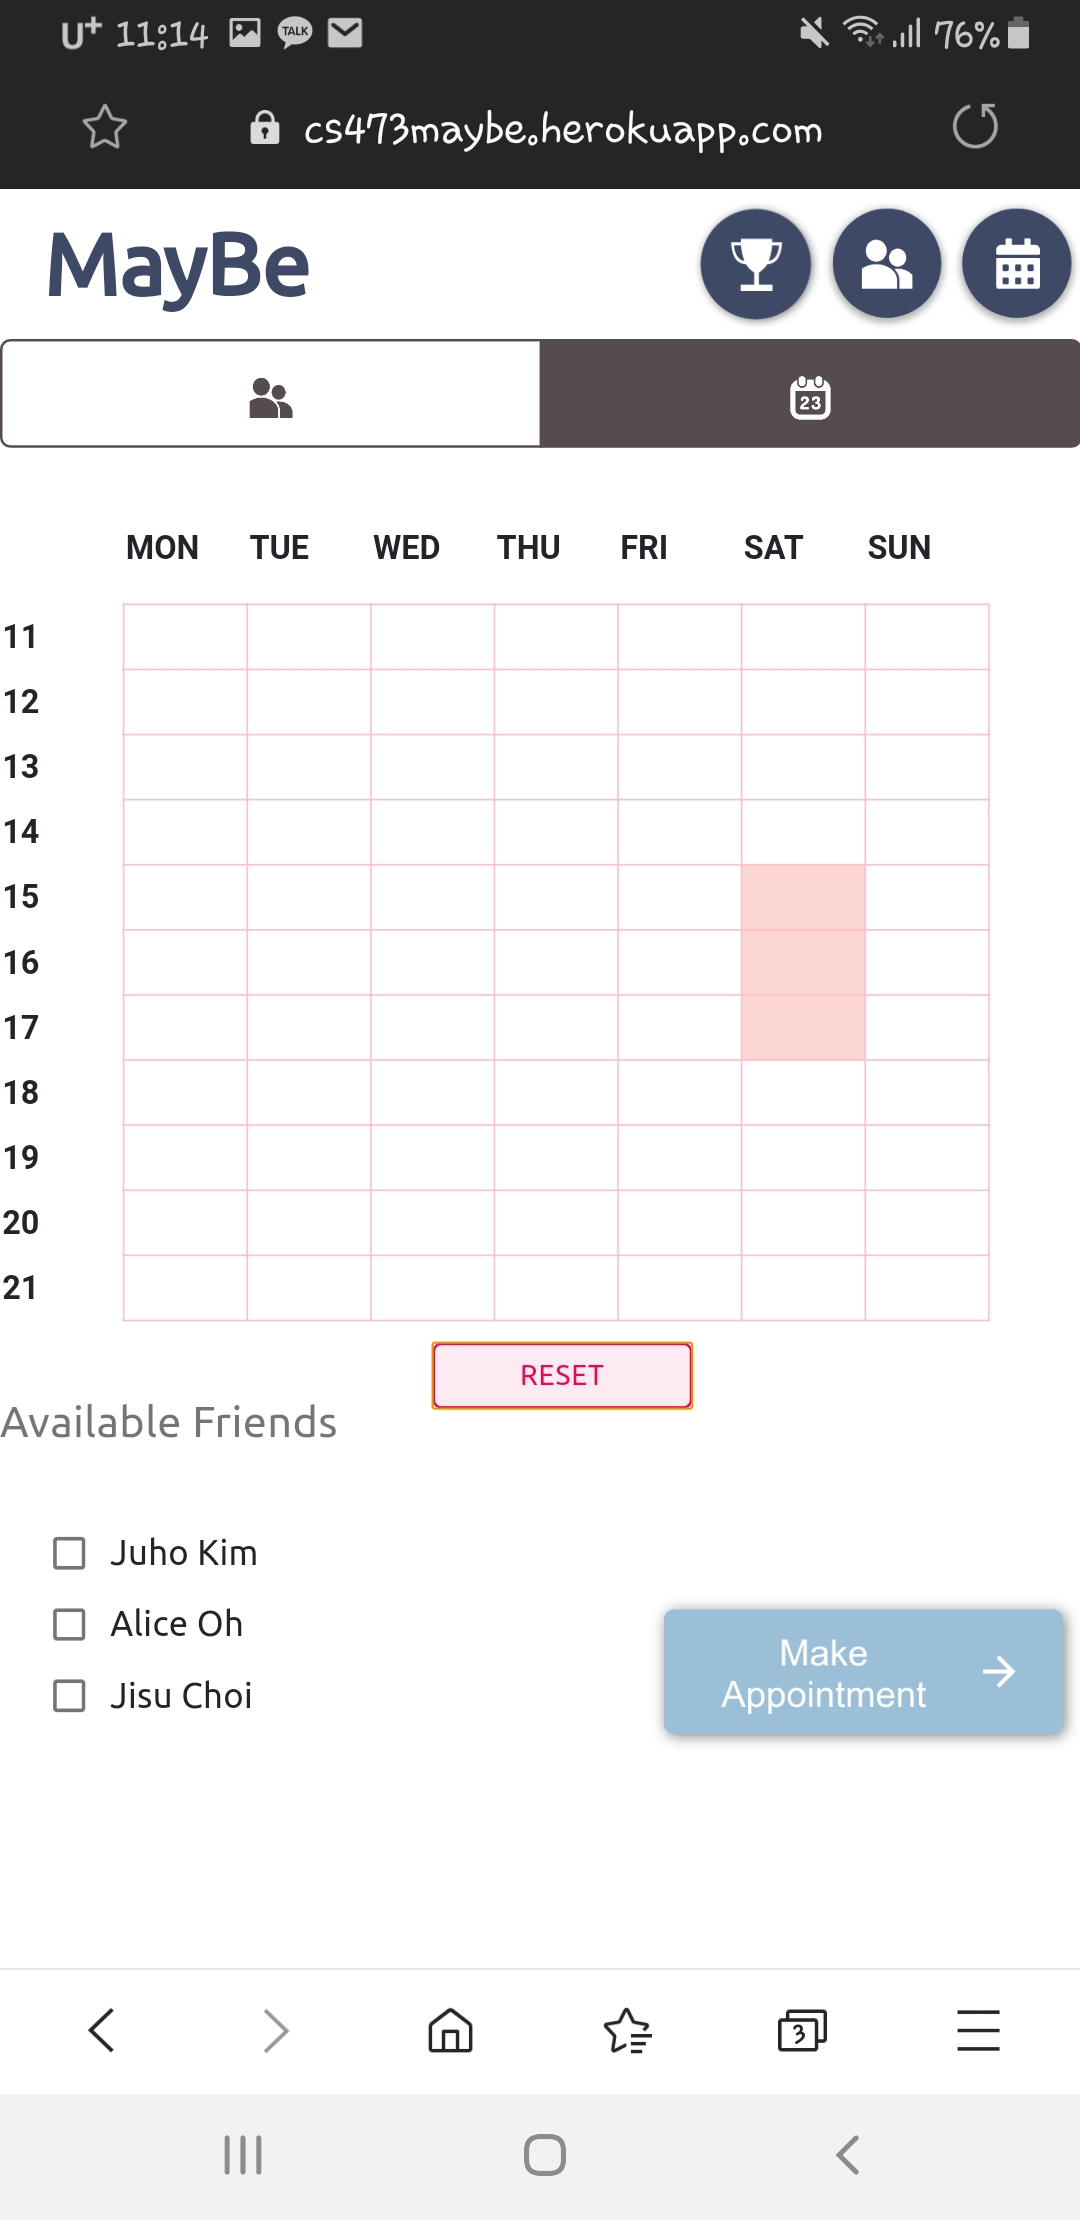 U+ 11:14 TALK 76%
cs473maybe.herokuapp.com
MayBe
23
MON TUE WED THU FRI SAT SUN
11
12
13
14
15
16
17
18
19
20
21
RESET
Available Friends
Juho Kim
Alice Oh
Jisu Choi
Make
Appointment
3